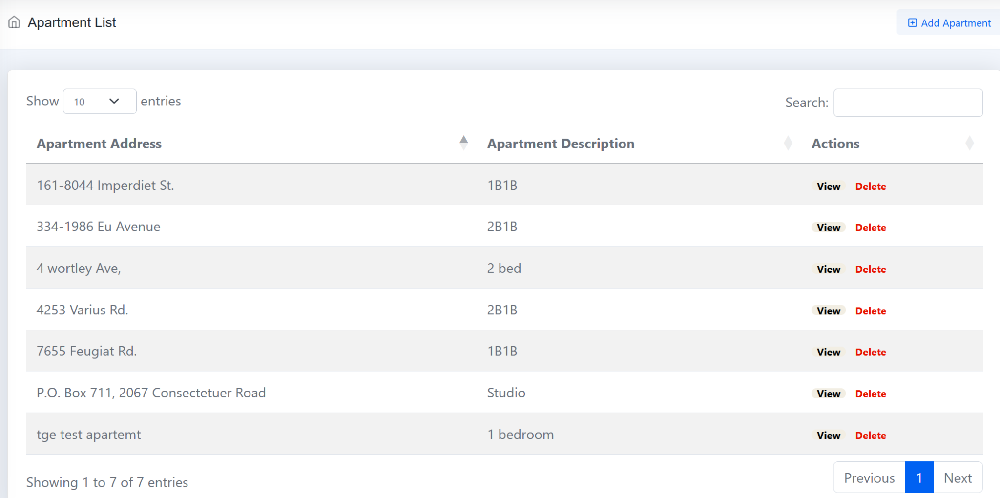 Apartment List
Add Apartment
Show 10 entries
Search:
Apartment Address Apartment Description Actions
161-8044 Imperdiet St. 1B1B View Delete
334-1986 Eu Avenue 2B1B View Delete
4 wortley Ave, 2 bed View Delete
4253 Varius Rd. 2B1B View Delete
7655 Feugiat Rd. 1B1B View Delete
P.O. Box 711, 2067 Consectetuer Road Studio View Delete
tge test apartemt 1 bedroom View Delete
Showing 1 to 7 of 7 entries
Previous 1 Next